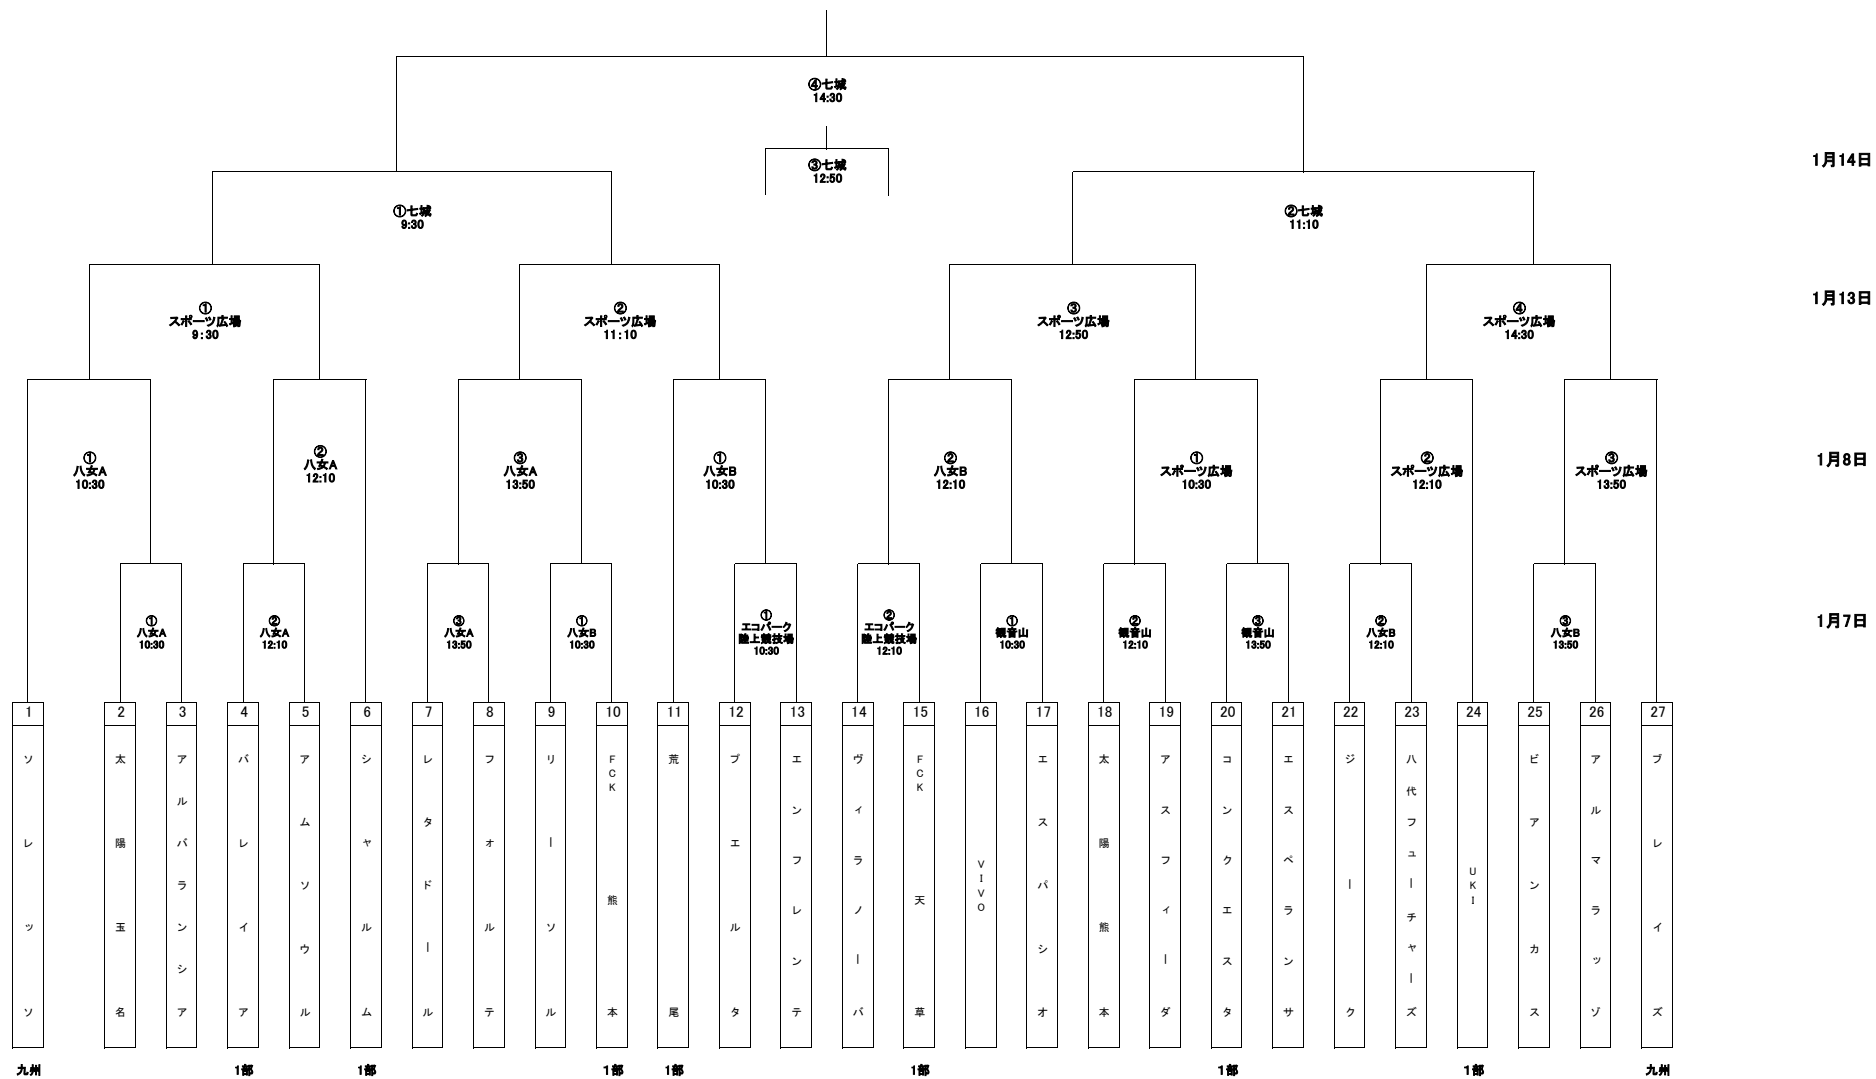 ④七城
14:30
③七城
12:50
1月14日
①七城
9:30
②七城
11:10
①
スポーツ広場
9:30
②
スポーツ広場
11:10
③
スポーツ広場
12:50
④
スポーツ広場
14:30
1月13日
①
八女A
10:30
②
八女A
12:10
③
八女A
13:50
①
八女B
10:30
②
八女B
12:10
①
スポーツ広場
10:30
②
スポーツ広場
12:10
③
スポーツ広場
13:50
1月8日
①
八女A
10:30
②
八女A
12:10
③
八女A
13:50
①
八女B
10:30
①
エコパーク
陸上競技場
10:30
②
エコパーク
陸上競技場
12:10
①
観音山
10:30
②
観音山
12:10
③
観音山
13:50
②
八女B
12:10
③
八女B
13:50
1月7日
1
ソレッソ
九州
2
太陽玉名
3
アルバランシア
4
バレイア
1部
5
アムソウル
6
シャルム
1部
7
レタドール
8
フォルテ
9
リーソル
10
FCK熊本
1部
11
荒尾
1部
12
ブエルタ
13
エンフレンテ
14
ヴィラノーバ
15
FCK天草
1部
16
VIVO
17
エスパシオ
18
太陽熊本
19
アスフィーダ
20
コンクエスタ
1部
21
エスペランサ
22
ジーク
23
八代フューチャーズ
24
UKI
1部
25
ビアンカス
26
アルマラッゾ
27
ブレイズ
九州